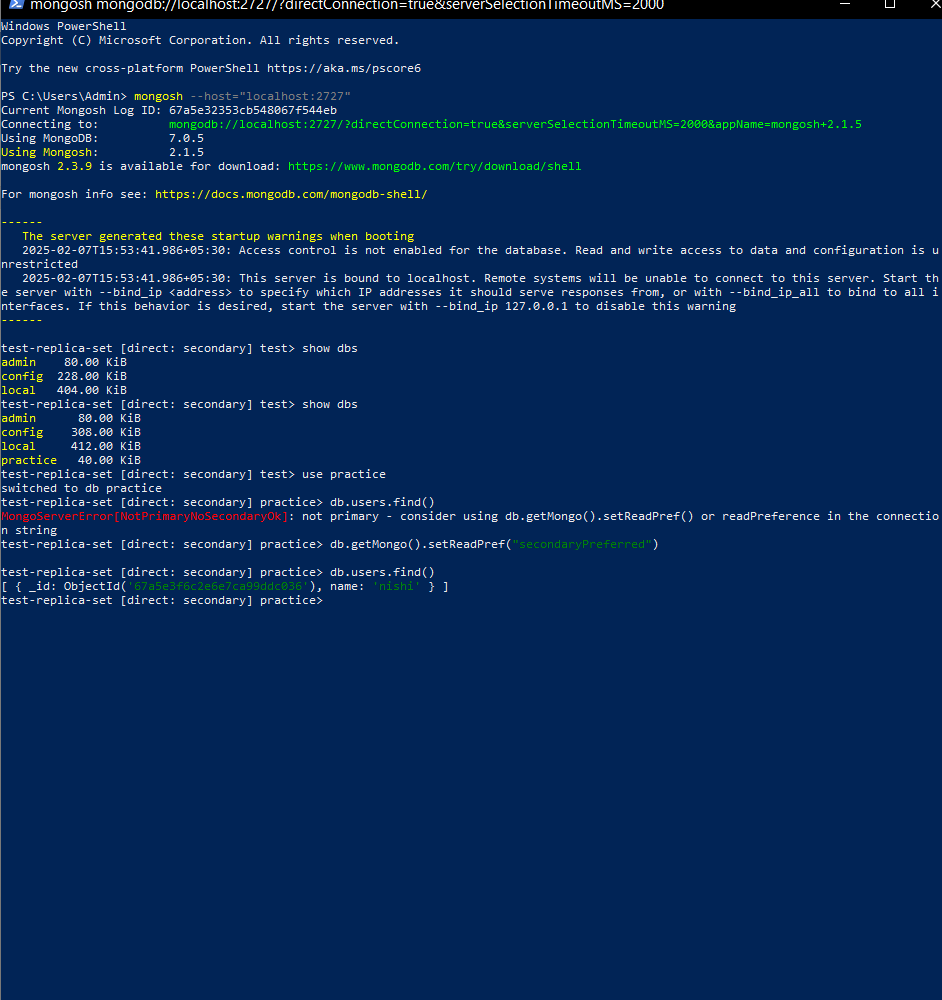 mongosh mongodb://localhost:2727/?directConnection=true&serverSelectionTimeoutMS=2000
Windows PowerShell
Copyright (C) Microsoft Corporation. All rights reserved.
Try the new cross-platform PowerShell https://aka.ms/pscore6
PS C:\Users\Admin> mongosh --host="localhost:2727"
Current Mongosh Log ID: 67a5e32353cb548067f544eb
Connecting to:          mongodb://localhost:2727/?directConnection=true&serverSelectionTimeoutMS=2000&appName=mongosh+2.1.5
Using MongoDB:          7.0.5
Using Mongosh:          2.1.5
mongosh 2.3.9 is available for download: https://www.mongodb.com/try/download/shell
For mongosh info see: https://docs.mongodb.com/mongodb-shell/
------
   The server generated these startup warnings when booting
   2025-02-07T15:53:41.986+05:30: Access control is not enabled for the database. Read and write access to data and configuration is u
nrestricted
   2025-02-07T15:53:41.986+05:30: This server is bound to localhost. Remote systems will be unable to connect to this server. Start th
e server with --bind_ip <address> to specify which IP addresses it should serve responses from, or with --bind_ip_all to bind to all i
nterfaces. If this behavior is desired, start the server with --bind_ip 127.0.0.1 to disable this warning
------
test-replica-set [direct: secondary] test> show dbs
admin    80.00 KiB
config  228.00 KiB
local   404.00 KiB
test-replica-set [direct: secondary] test> show dbs
admin      80.00 KiB
config    308.00 KiB
local     412.00 KiB
practice   40.00 KiB
test-replica-set [direct: secondary] test> use practice
switched to db practice
test-replica-set [direct: secondary] practice> db.users.find()
MongoServerError[NotPrimaryNoSecondaryOk]: not primary - consider using db.getMongo().setReadPref() or readPreference in the connectio
n string
test-replica-set [direct: secondary] practice> db.getMongo().setReadPref("secondaryPreferred")
test-replica-set [direct: secondary] practice> db.users.find()
[ { _id: ObjectId('67a5e3f6c2e6e7ca99ddc036'), name: 'nishi' } ]
test-replica-set [direct: secondary] practice>